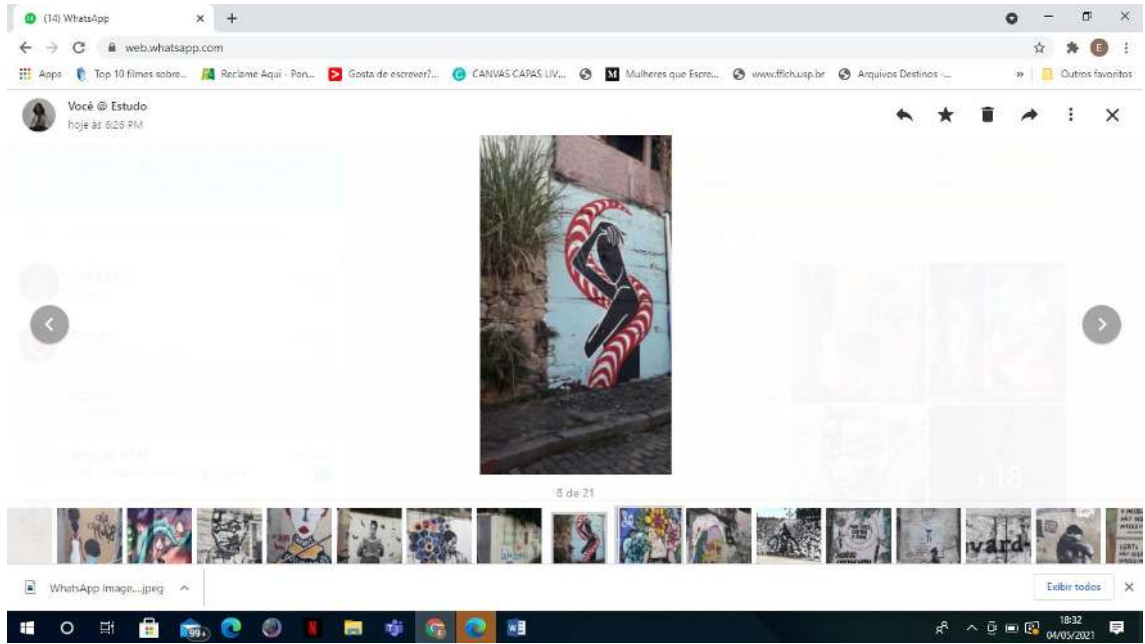 (14) WhatsApp
web.whatsapp.com
Apps
Top 10 filmes sobre...
Reclame Aqui - Pon...
Gosta de escrever?...
CANVAS CAPAS LIV...
Mulheres que Escre...
www.fflch.usp.br
Arquivos Destinos -...
Outros favoritos
Você @ Estudo
hoje às 6:26 PM
+18
8 de 21
WhatsApp Image....jpeg
Exibir todos
99+
18:32
04/05/2021